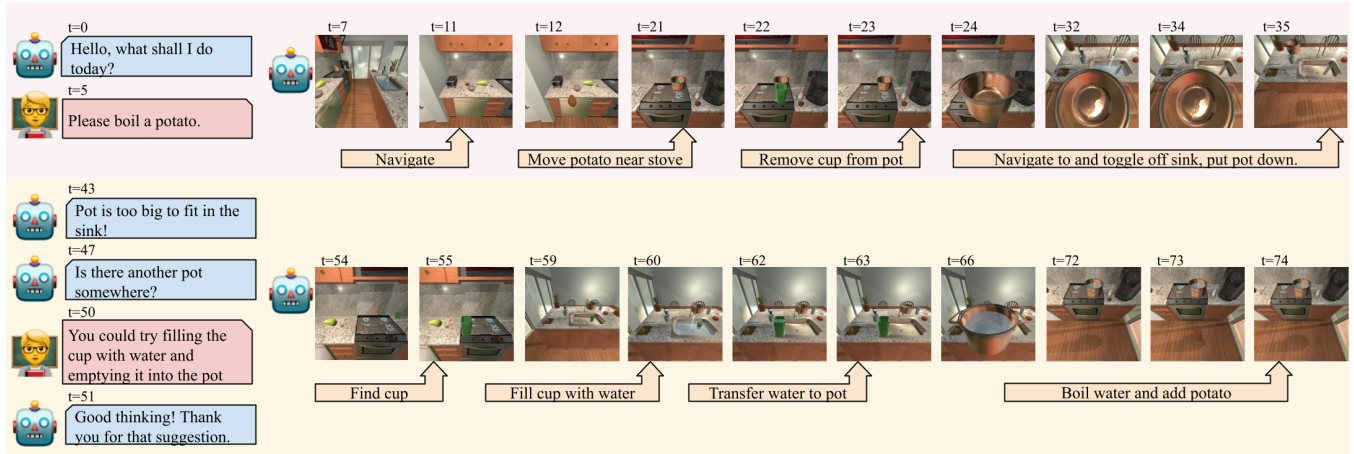 t=0
Hello, what shall I do
today?
t=5
Please boil a potato.
t=7
t=11
t=12
t=21
t=22
t=23
t=24
t=32
t=34
t=35
Navigate
Move potato near stove
Remove cup from pot
Navigate to and toggle off sink, put pot down.
t=43
Pot is too big to fit in the
sink!
t=47
Is there another pot
somewhere?
t=50
You could try filling the
cup with water and
emptying it into the pot
t=51
Good thinking! Thank
you for that suggestion.
t=54
t=55
t=59
t=60
t=62
t=63
t=66
t=72
t=73
t=74
Find cup
Fill cup with water
Transfer water to pot
Boil water and add potato